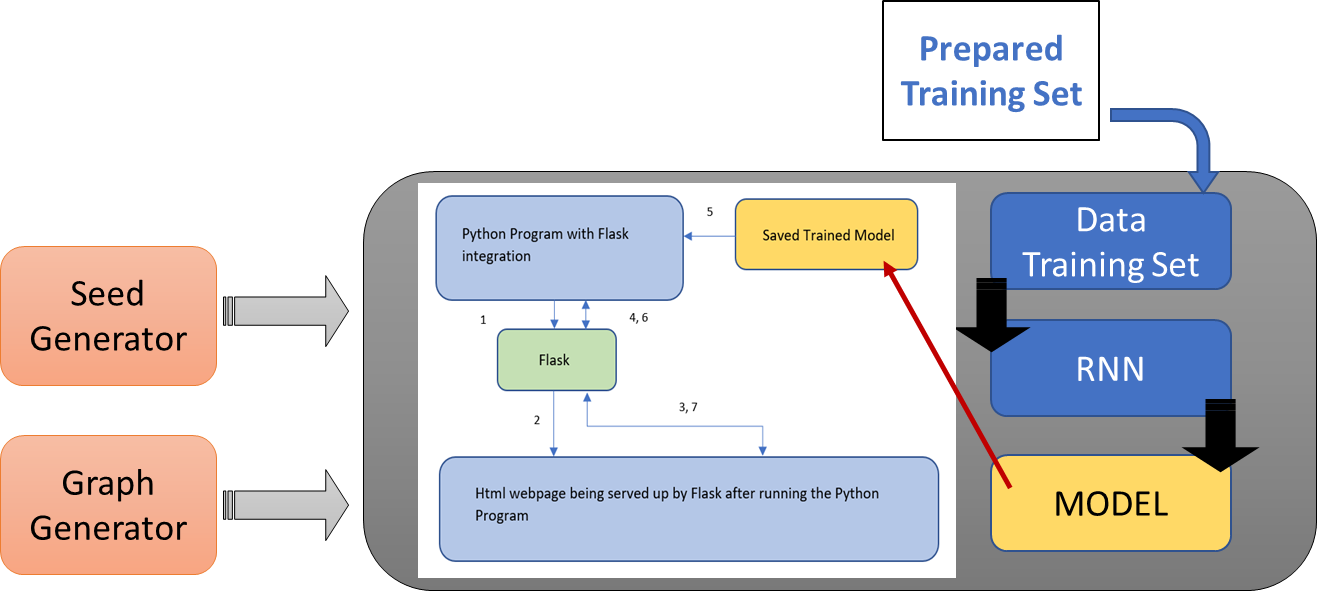 Prepared
Training Set
Data
Training Set
RNN
MODEL
Seed
Generator
Graph
Generator
Python Program with Flask
integration
5
Saved Trained Model
1
4, 6
Flask
2
3, 7
Html webpage being served up by Flask after running the Python
Program